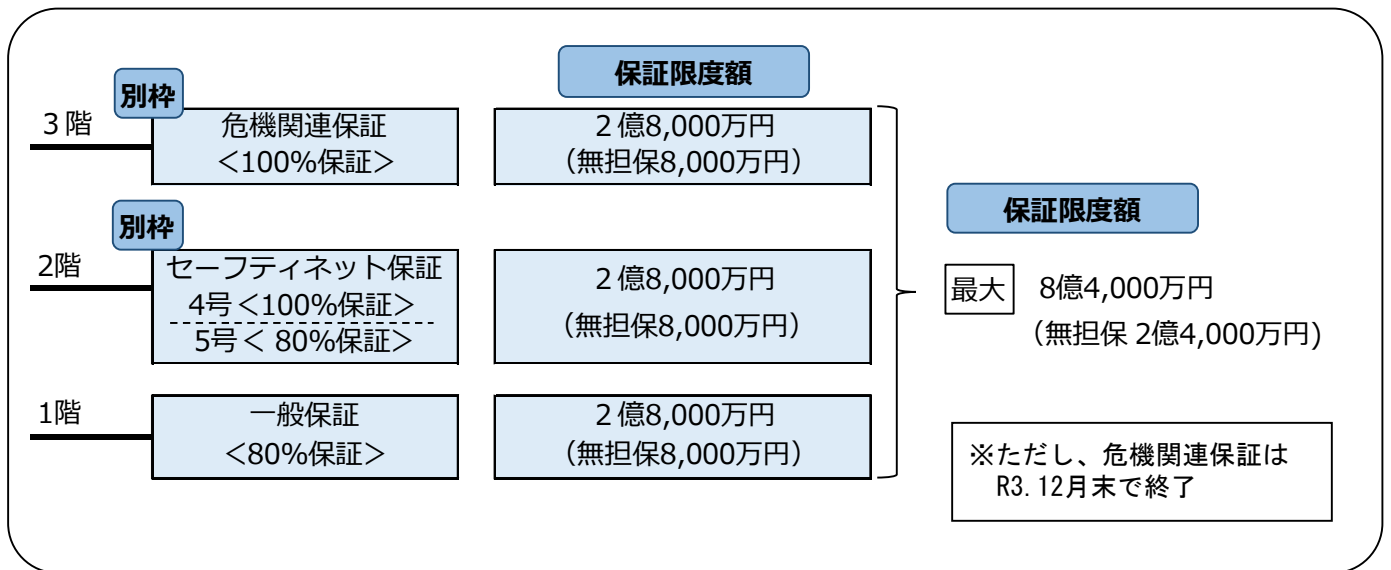 保証限度額
別枠
3階
危機関連保証
<100%保証>
２億8,000万円
（無担保8,000万円）
別枠
2階
セーフティネット保証
4号<100%保証>
5号< 80%保証>
２億8,000万円
（無担保8,000万円）
1階
一般保証
<80%保証>
２億8,000万円
（無担保8,000万円）
保証限度額
最大 8億4,000万円
（無担保 2億4,000万円）
※ただし、危機関連保証は
R3.12月末で終了